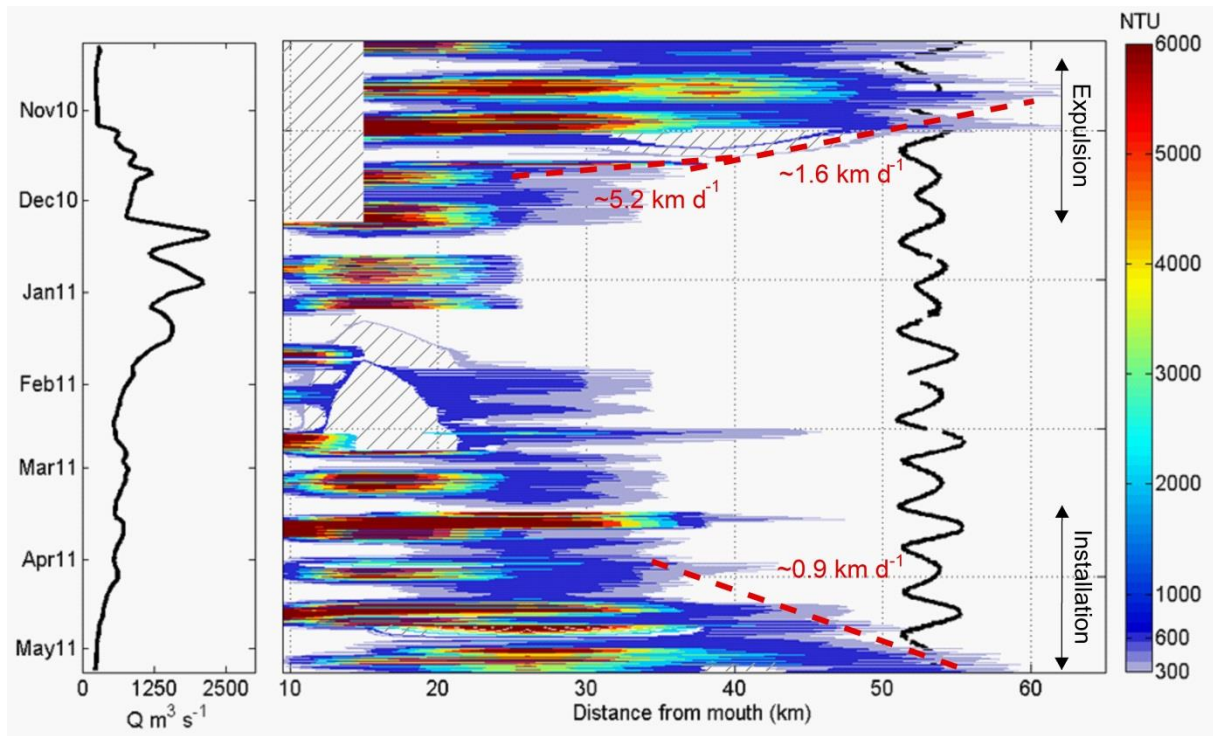 NTU
6000
5000
4000
3000
2000
1000
600
300
Nov10
Dec10
Jan11
Feb11
Mar11
Apr11
May11
0 1250 2500
Q m³ s⁻¹
Expulsion
~1.6 km d⁻¹
~5.2 km d⁻¹
Installation
~0.9 km d⁻¹
10 20 30 40 50 60
Distance from mouth (km)